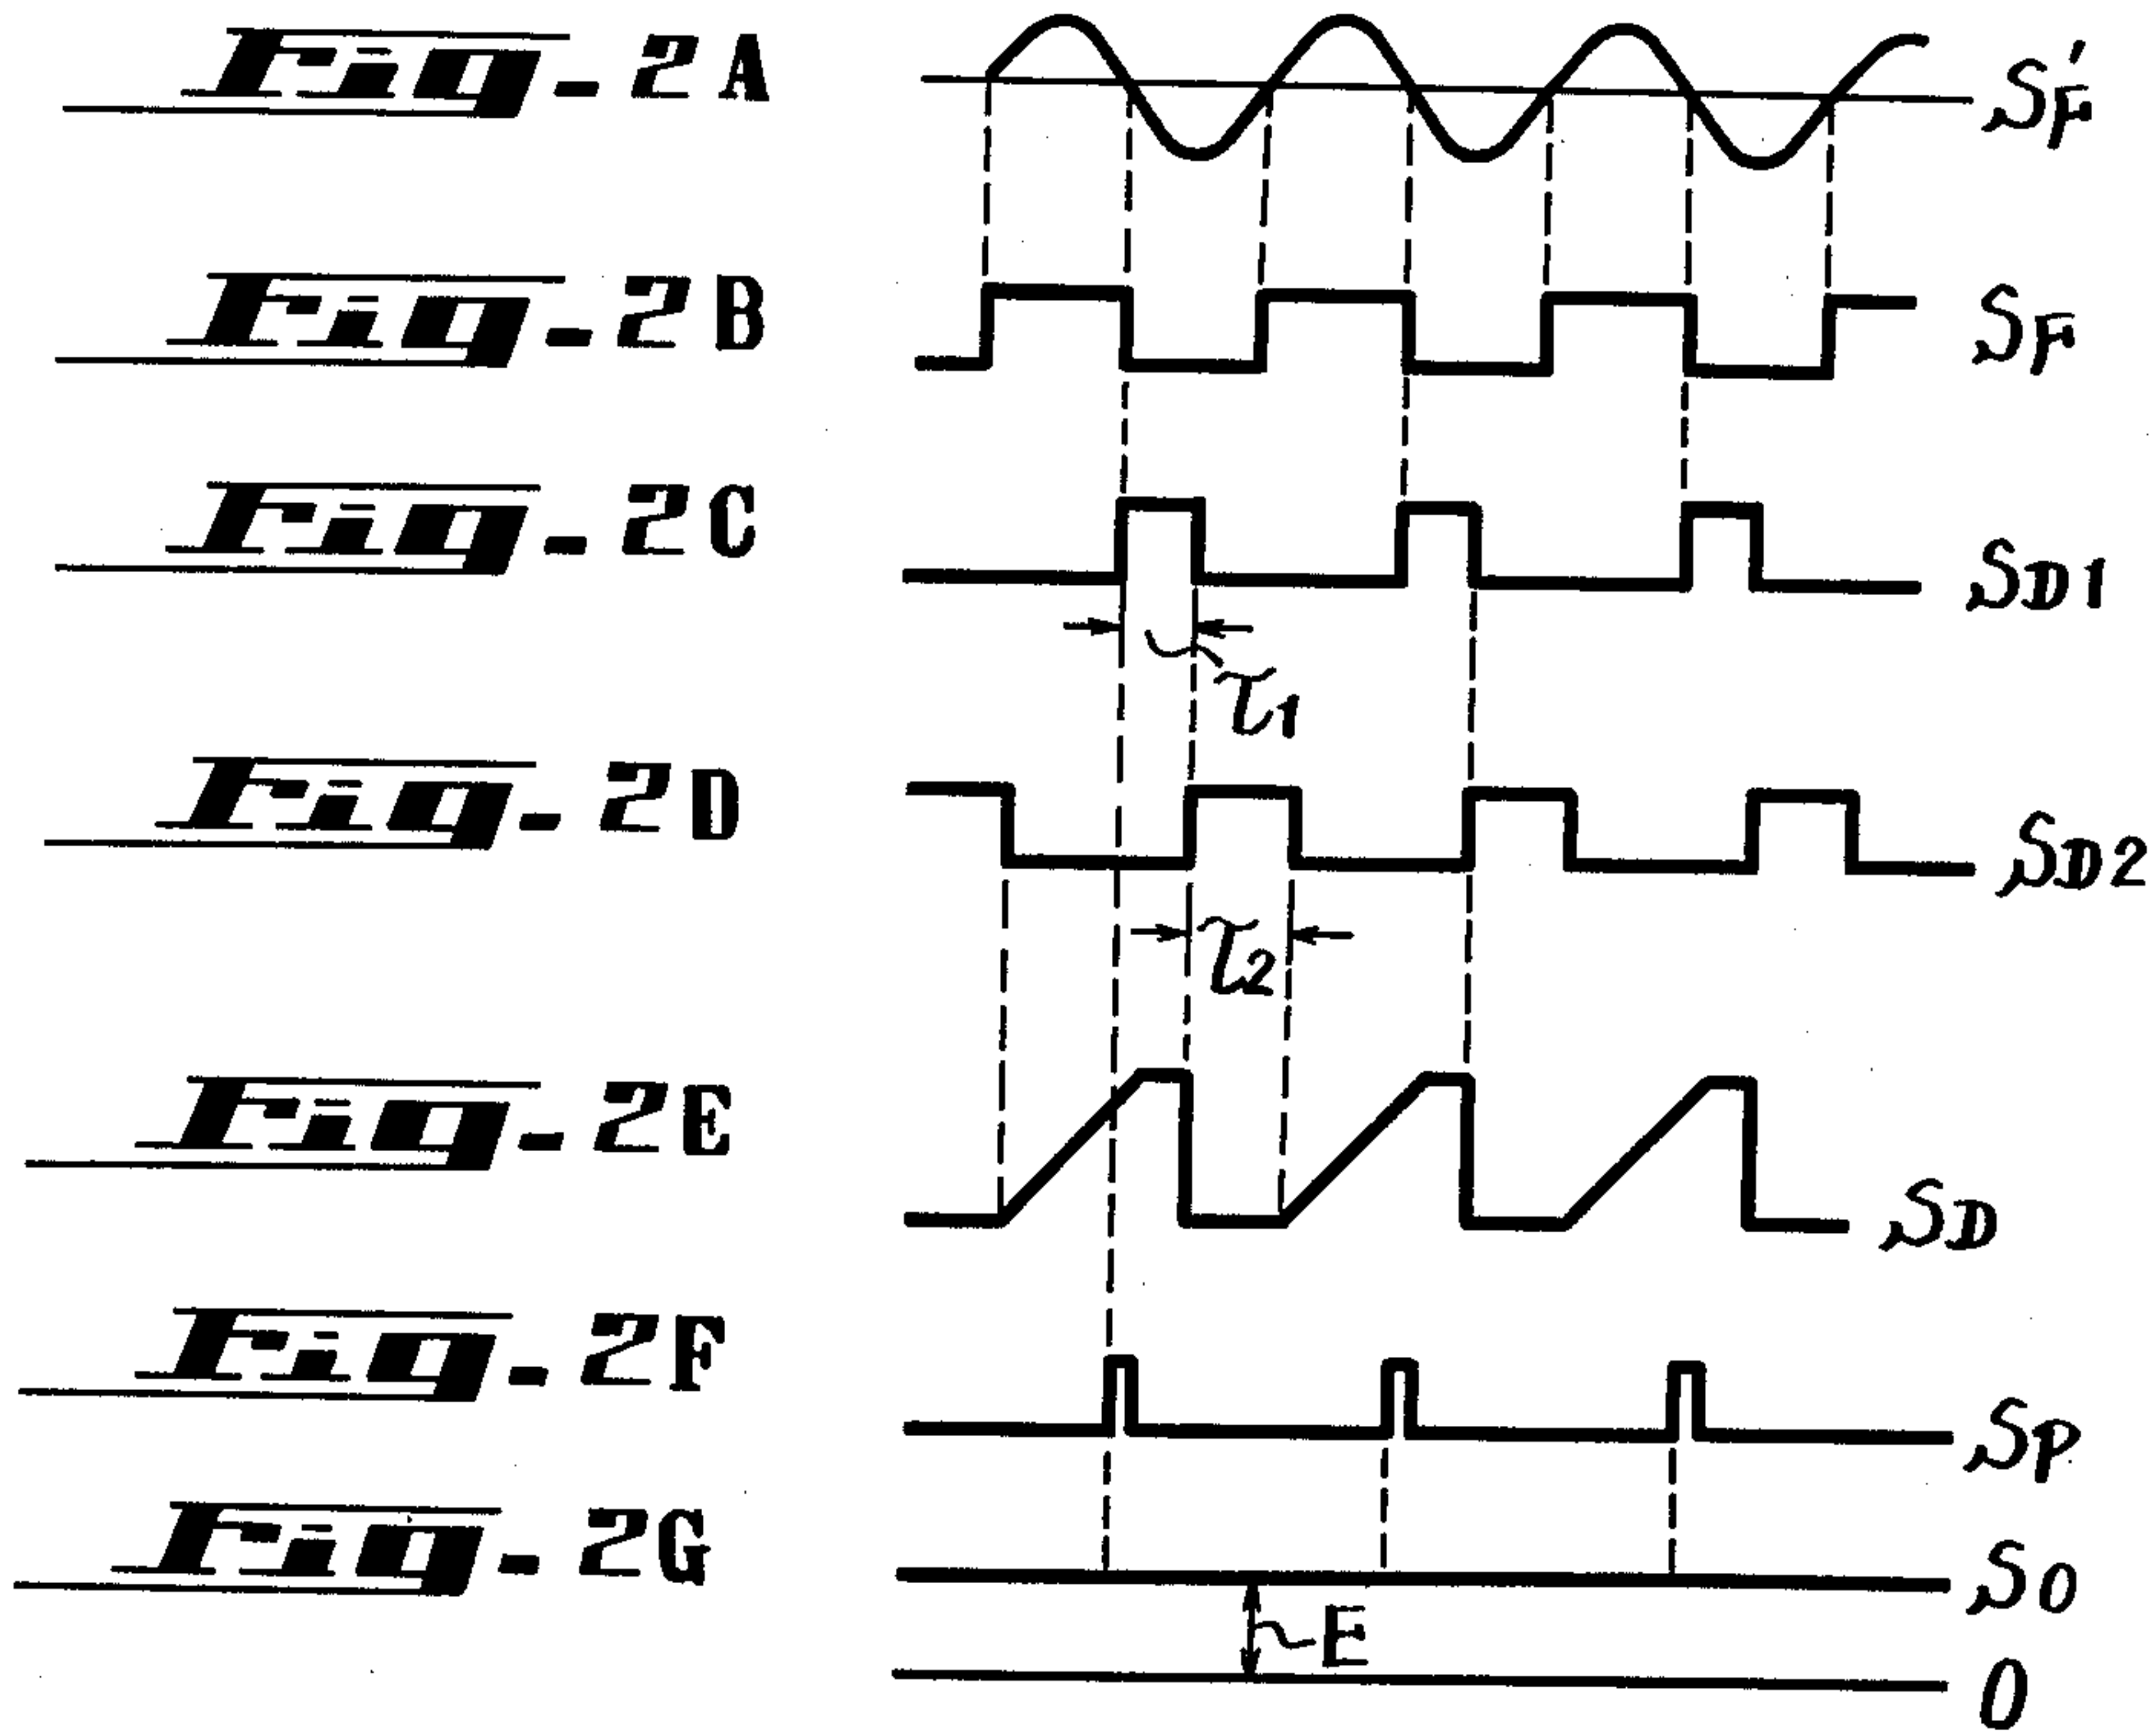 Fig-2A S'F
Fig-2B SF
Fig-2C SD1
τ1
Fig-2D SD2
τ2
Fig-2E SD
Fig-2F SP
Fig-2G SO
E
0